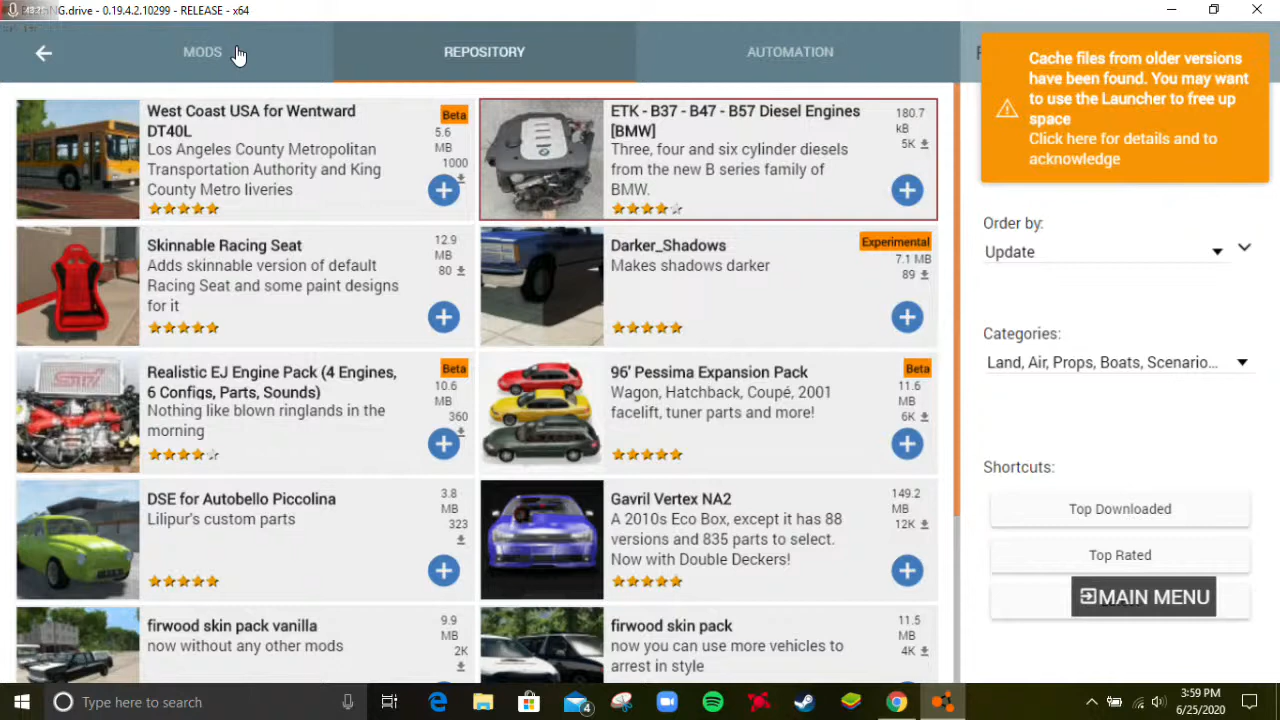 NG.drive - 0.19.4.2.10299 - RELEASE - x64
MODS
REPOSITORY
AUTOMATION
Cache files from older versions
have been found. You may want
to use the Launcher to free up
space
Click here for details and to
acknowledge
West Coast USA for Wentward
DT40L
Los Angeles County Metropolitan
Transportation Authority and King
County Metro liveries
Beta
5.6
MB
1000
ETK - B37 - B47 - B57 Diesel Engines
[BMW]
Three, four and six cylinder diesels
from the new B series family of
BMW.
180.7
kB
5K
Skinnable Racing Seat
Adds skinnable version of default
Racing Seat and some paint designs
for it
12.9
MB
80
Darker_Shadows
Makes shadows darker
Experimental
7.1 MB
89
Realistic EJ Engine Pack (4 Engines,
6 Configs, Parts, Sounds)
Nothing like blown ringlands in the
morning
Beta
10.6
MB
360
96' Pessima Expansion Pack
Wagon, Hatchback, Coupé, 2001
facelift, tuner parts and more!
Beta
11.6
MB
6K
DSE for Autobello Piccolina
Lilipur's custom parts
3.8
MB
323
Gavril Vertex NA2
A 2010s Eco Box, except it has 88
versions and 835 parts to select.
Now with Double Deckers!
149.2
MB
12K
firwood skin pack vanilla
now without any other mods
9.9
MB
2K
firwood skin pack
now you can use more vehicles to
arrest in style
11.5
MB
4K
Order by:
Update
Categories:
Land, Air, Props, Boats, Scenario...
Shortcuts:
Top Downloaded
Top Rated
MAIN MENU
Type here to search
4
3:59 PM
6/25/2020